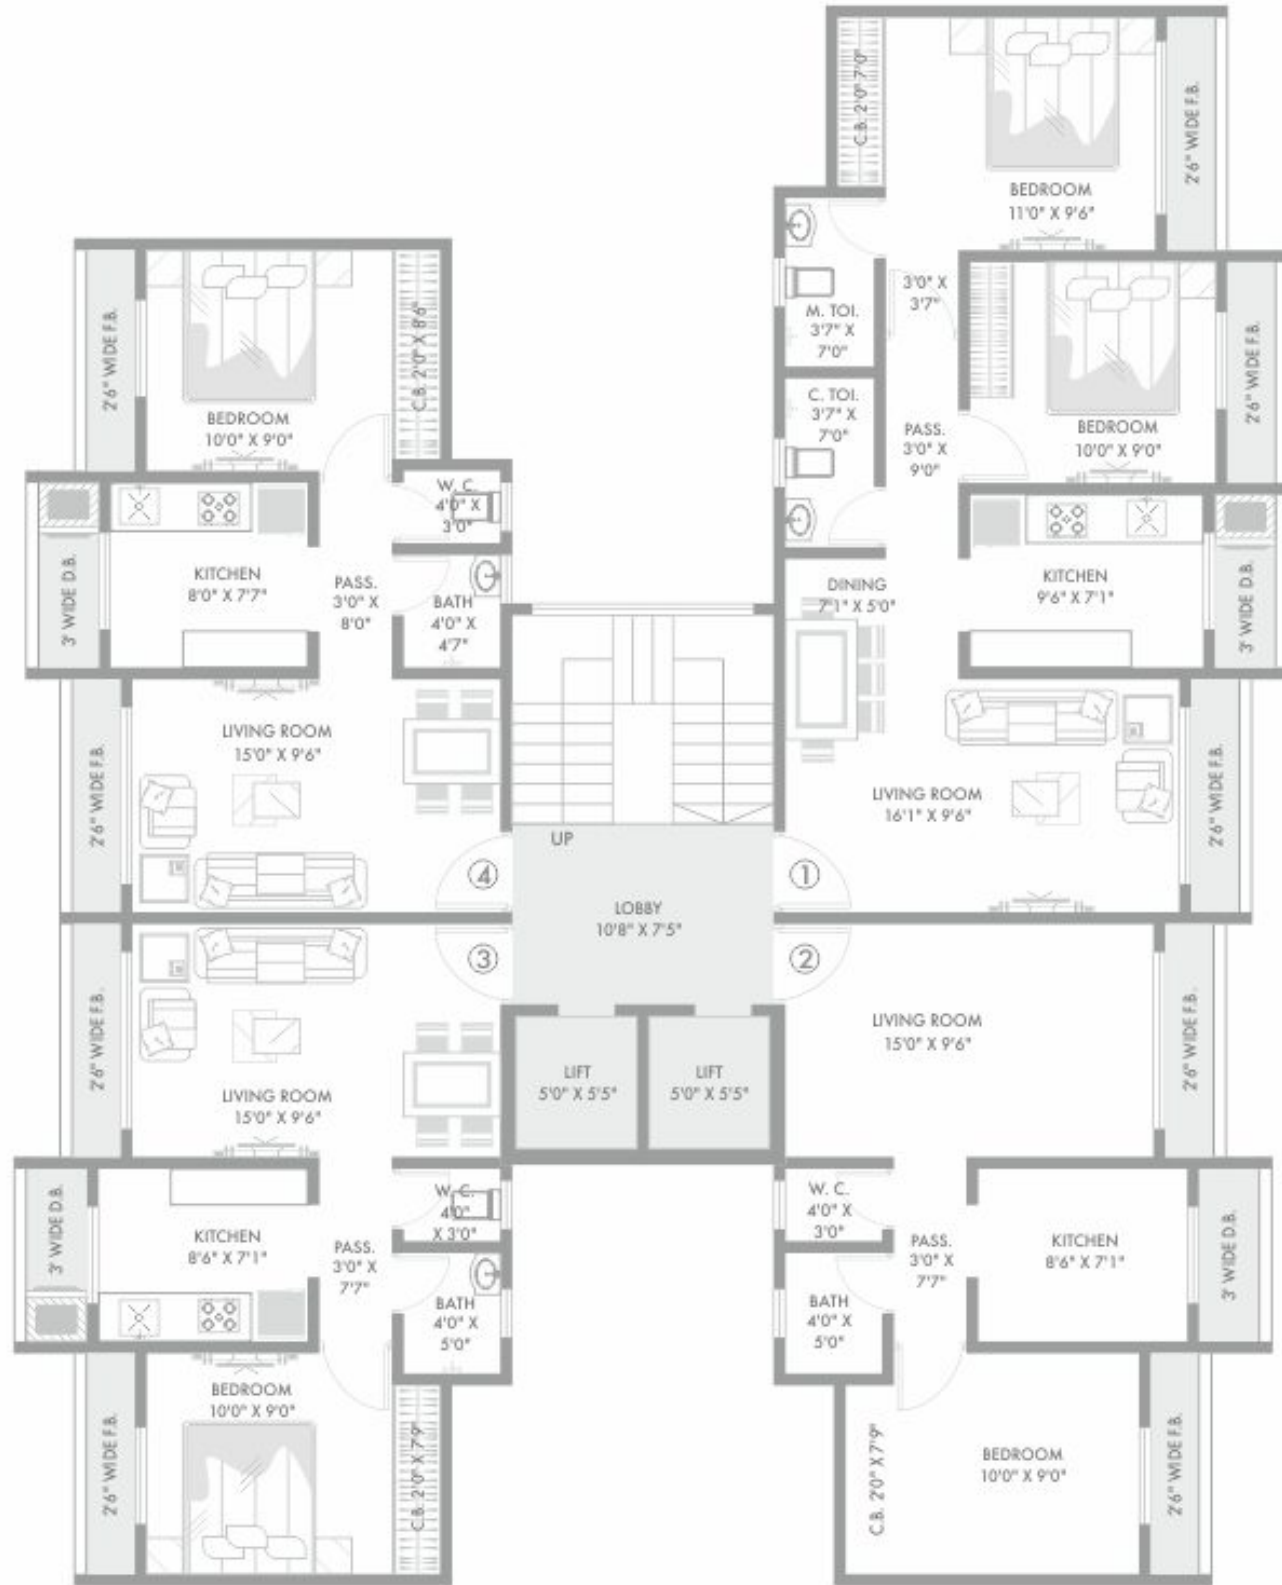 C.B. 2'0" 7'0"
BEDROOM
11'0" X 9'6"
2'6" WIDE F.B.
M. TOI.
3'7" X
7'0"
3'0" X
3'7"
C. TOI.
3'7" X
7'0"
PASS.
3'0" X
9'0"
BEDROOM
10'0" X 9'0"
2'6" WIDE F.B.
DINING
7'1" X 5'0"
KITCHEN
9'6" X 7'1"
3' WIDE D.B.
LIVING ROOM
16'1" X 9'6"
2'6" WIDE F.B.
1
2'6" WIDE F.B.
BEDROOM
10'0" X 9'0"
C.B. 2'0" X 8'6"
W. C.
4'0" X
3'0"
3' WIDE D.B.
KITCHEN
8'0" X 7'7"
PASS.
3'0" X
8'0"
BATH
4'0" X
4'7"
2'6" WIDE F.B.
LIVING ROOM
15'0" X 9'6"
4
UP
LOBBY
10'8" X 7'5"
LIFT
5'0" X 5'5"
LIFT
5'0" X 5'5"
3
2'6" WIDE F.B.
LIVING ROOM
15'0" X 9'6"
3' WIDE D.B.
KITCHEN
8'6" X 7'1"
PASS.
3'0" X
7'7"
W. C.
4'0"
X 3'0"
BATH
4'0" X
5'0"
2'6" WIDE F.B.
BEDROOM
10'0" X 9'0"
C.B. 2'0" X 7'9"
2
LIVING ROOM
15'0" X 9'6"
2'6" WIDE F.B.
W. C.
4'0" X
3'0"
PASS.
3'0" X
7'7"
KITCHEN
8'6" X 7'1"
3' WIDE D.B.
BATH
4'0" X
5'0"
C.B. 2'0" X 7'9"
BEDROOM
10'0" X 9'0"
2'6" WIDE F.B.